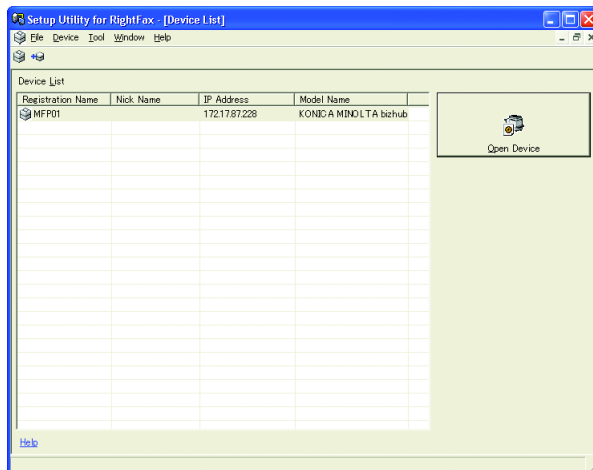 Setup Utility for RightFax - [Device List]
File Device Tool Window Help
Device List
Registration Name Nick Name IP Address Model Name
MFP01 172.17.87.228 KONICA MINOLTA bizhub
Open Device
Help